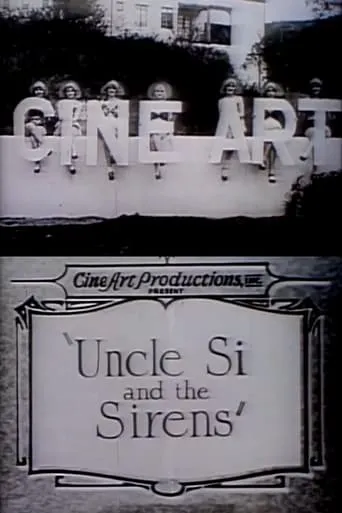 CINE ART
CineArt Productions, INC.
PRESENT
'Uncle Si
and the
Sirens'